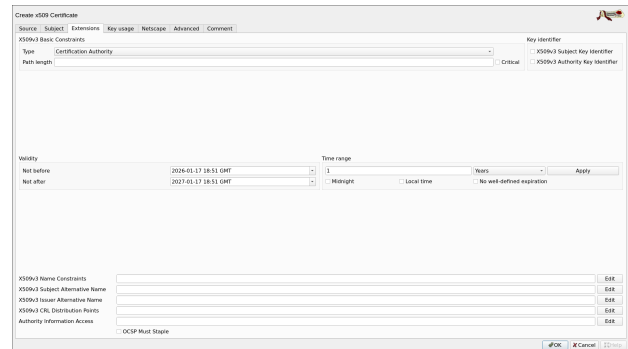 Create x509 Certificate
Source Subject Extensions Key usage Netscape Advanced Comment
X509v3 Basic Constraints Key identifier
Type Certification Authority X509v3 Subject Key Identifier
Path length Critical X509v3 Authority Key Identifier
Validity Time range
Not before 2026-01-17 18:51 GMT 1 Years Apply
Not after 2027-01-17 18:51 GMT Midnight Local time No well-defined expiration
X509v3 Name Constraints Edit
X509v3 Subject Alternative Name Edit
X509v3 Issuer Alternative Name Edit
X509v3 CRL Distribution Points Edit
Authority Information Access Edit
OCSP Must Staple
OK Cancel Help